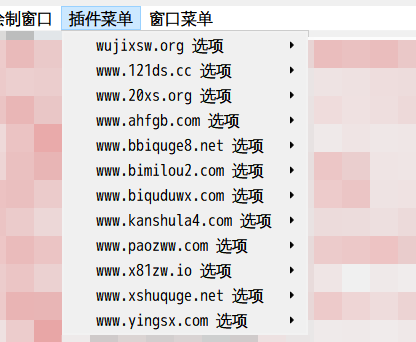 绘制窗口 插件菜单 窗口菜单
wujixsw.org 选项
www.121ds.cc 选项
www.20xs.org 选项
www.ahfgb.com 选项
www.bbiquge8.net 选项
www.bimilou2.com 选项
www.biquduwx.com 选项
www.kanshula4.com 选项
www.paozww.com 选项
www.x81zw.io 选项
www.xshuquge.net 选项
www.yingsx.com 选项